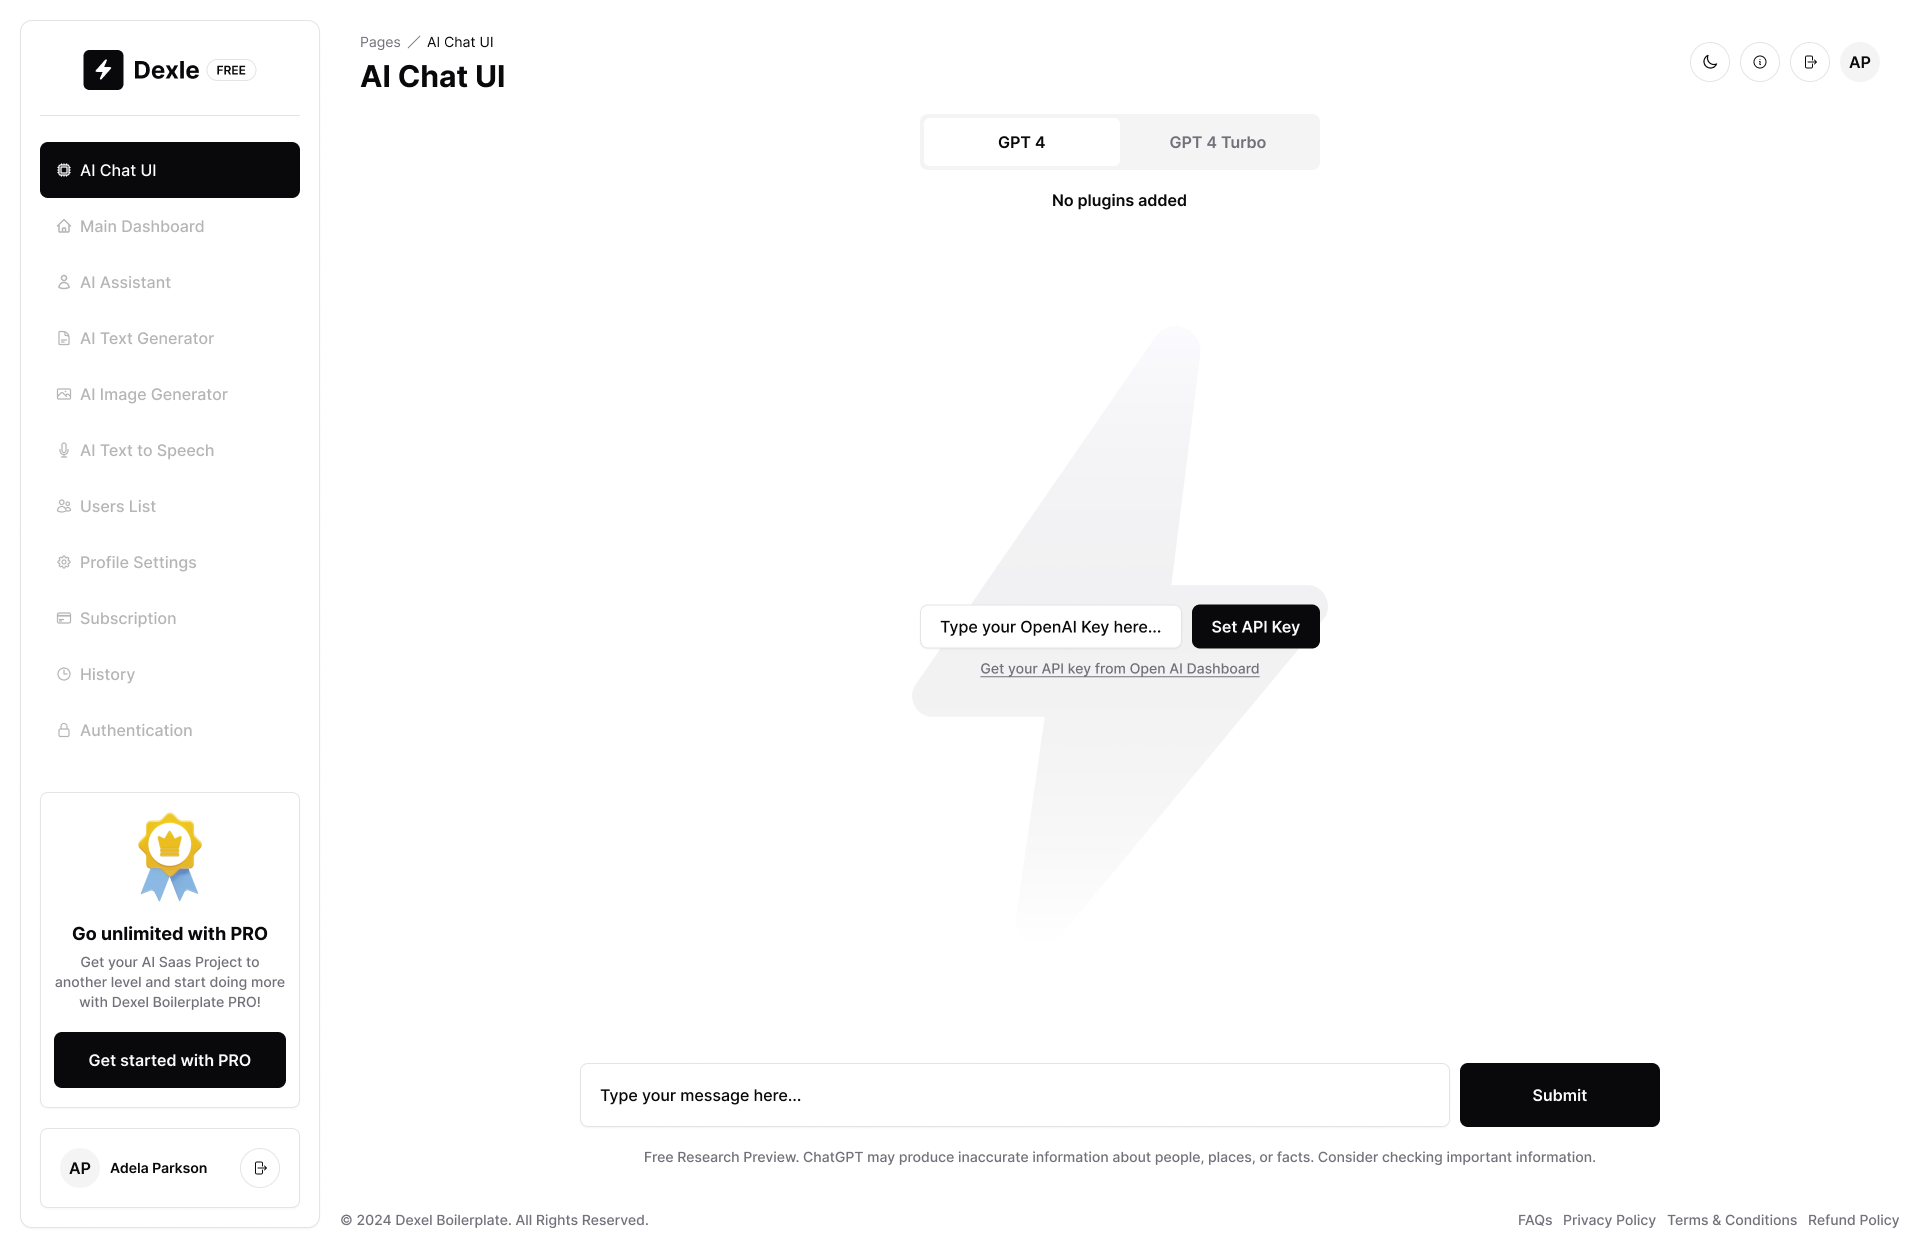 Dexle FREE
AI Chat UI
Main Dashboard
AI Assistant
AI Text Generator
AI Image Generator
AI Text to Speech
Users List
Profile Settings
Subscription
History
Authentication
Go unlimited with PRO
Get your AI Saas Project to
another level and start doing more
with Dexel Boilerplate PRO!
Get started with PRO
AP Adela Parkson
Pages / AI Chat UI
AI Chat UI
AP
GPT 4 GPT 4 Turbo
No plugins added
Type your OpenAI Key here... Set API Key
Get your API key from Open AI Dashboard
Type your message here... Submit
Free Research Preview. ChatGPT may produce inaccurate information about people, places, or facts. Consider checking important information.
© 2024 Dexel Boilerplate. All Rights Reserved.
FAQs Privacy Policy Terms & Conditions Refund Policy